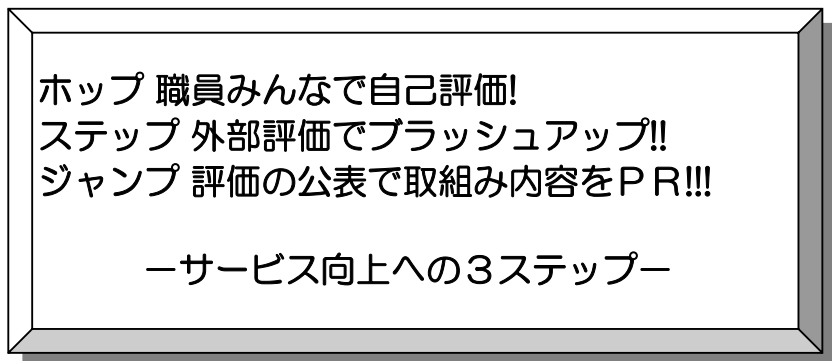 ホップ 職員みんなで自己評価!
ステップ 外部評価でブラッシュアップ!!
ジャンプ 評価の公表で取組み内容をＰＲ!!!
－サービス向上への３ステップ－